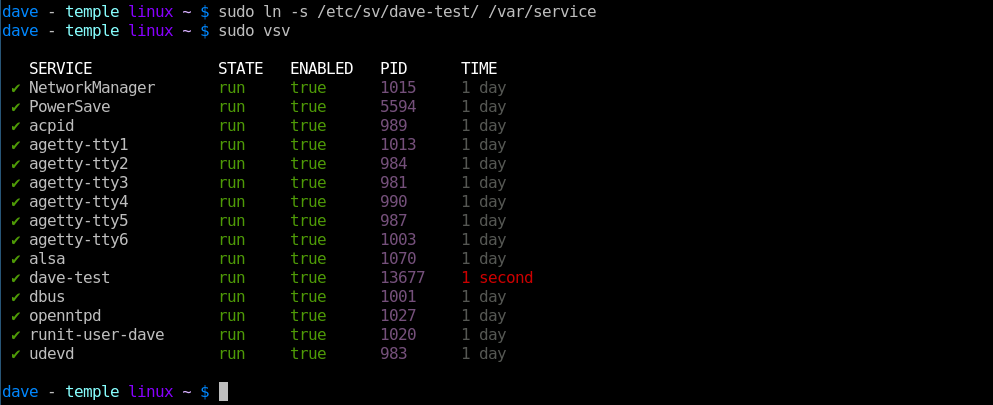 dave - temple linux ~ $ sudo ln -s /etc/sv/dave-test/ /var/service
dave - temple linux ~ $ sudo vsv
SERVICE STATE ENABLED PID TIME
✔ NetworkManager run true 1015 1 day
✔ PowerSave run true 5594 1 day
✔ acpid run true 989 1 day
✔ agetty-tty1 run true 1013 1 day
✔ agetty-tty2 run true 984 1 day
✔ agetty-tty3 run true 981 1 day
✔ agetty-tty4 run true 990 1 day
✔ agetty-tty5 run true 987 1 day
✔ agetty-tty6 run true 1003 1 day
✔ alsa run true 1070 1 day
✔ dave-test run true 13677 1 second
✔ dbus run true 1001 1 day
✔ openntpd run true 1027 1 day
✔ runit-user-dave run true 1020 1 day
✔ udevd run true 983 1 day
dave - temple linux ~ $